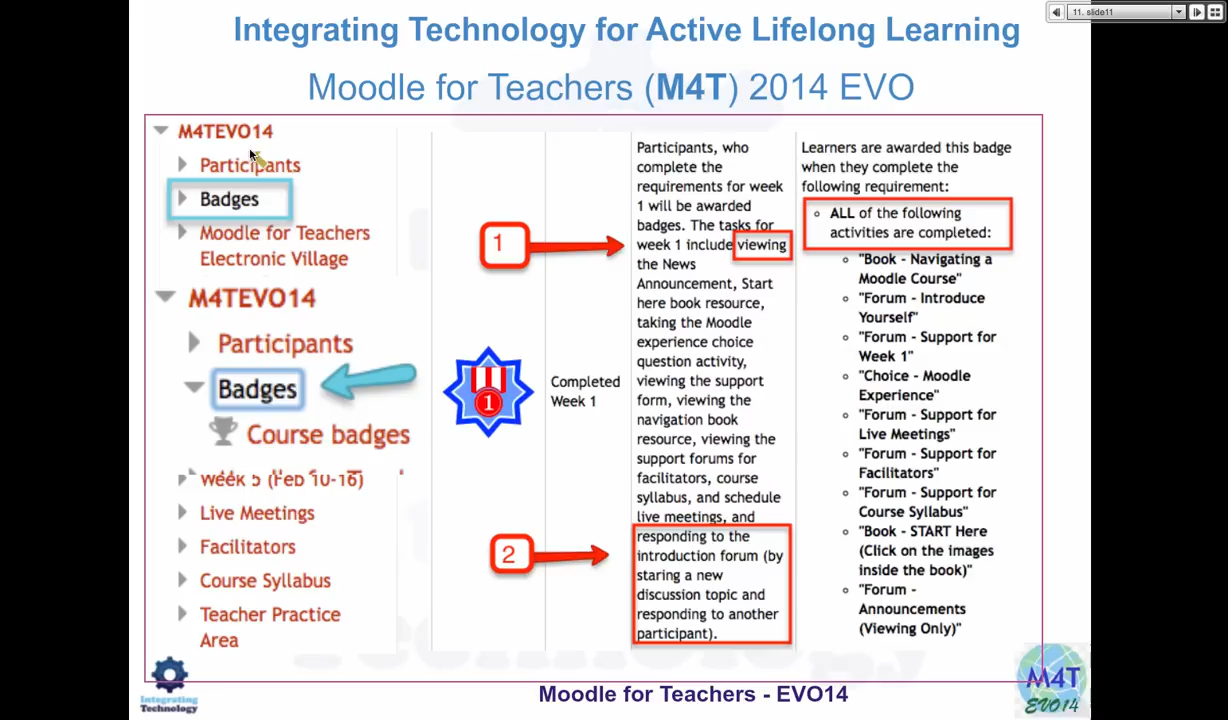 11. slide11
Integrating Technology for Active Lifelong Learning
Moodle for Teachers (M4T) 2014 EVO
M4TEVO14
Participants
Badges
Moodle for Teachers
Electronic Village
M4TEVO14
Participants
Badges
Course badges
Week 5 (Feb 10-16)
Live Meetings
Facilitators
Course Syllabus
Teacher Practice
Area
1
2
1
Completed
Week 1
Participants, who
complete the
requirements for week
1 will be awarded
badges. The tasks for
week 1 include viewing
the News
Announcement, Start
here book resource,
taking the Moodle
experience choice
question activity,
viewing the support
form, viewing the
navigation book
resource, viewing the
support forums for
facilitators, course
syllabus, and schedule
live meetings, and
responding to the
introduction forum (by
staring a new
discussion topic and
responding to another
participant).
Learners are awarded this badge
when they complete the
following requirement:
ALL of the following
activities are completed:
"Book - Navigating a
Moodle Course"
"Forum - Introduce
Yourself"
"Forum - Support for
Week 1"
"Choice - Moodle
Experience"
"Forum - Support for
Live Meetings"
"Forum - Support for
Facilitators"
"Forum - Support for
Course Syllabus"
"Book - START Here
(Click on the images
inside the book)"
"Forum -
Announcements
(Viewing Only)"
Integrating
Technology
Moodle for Teachers - EVO14
M4T
EVO14